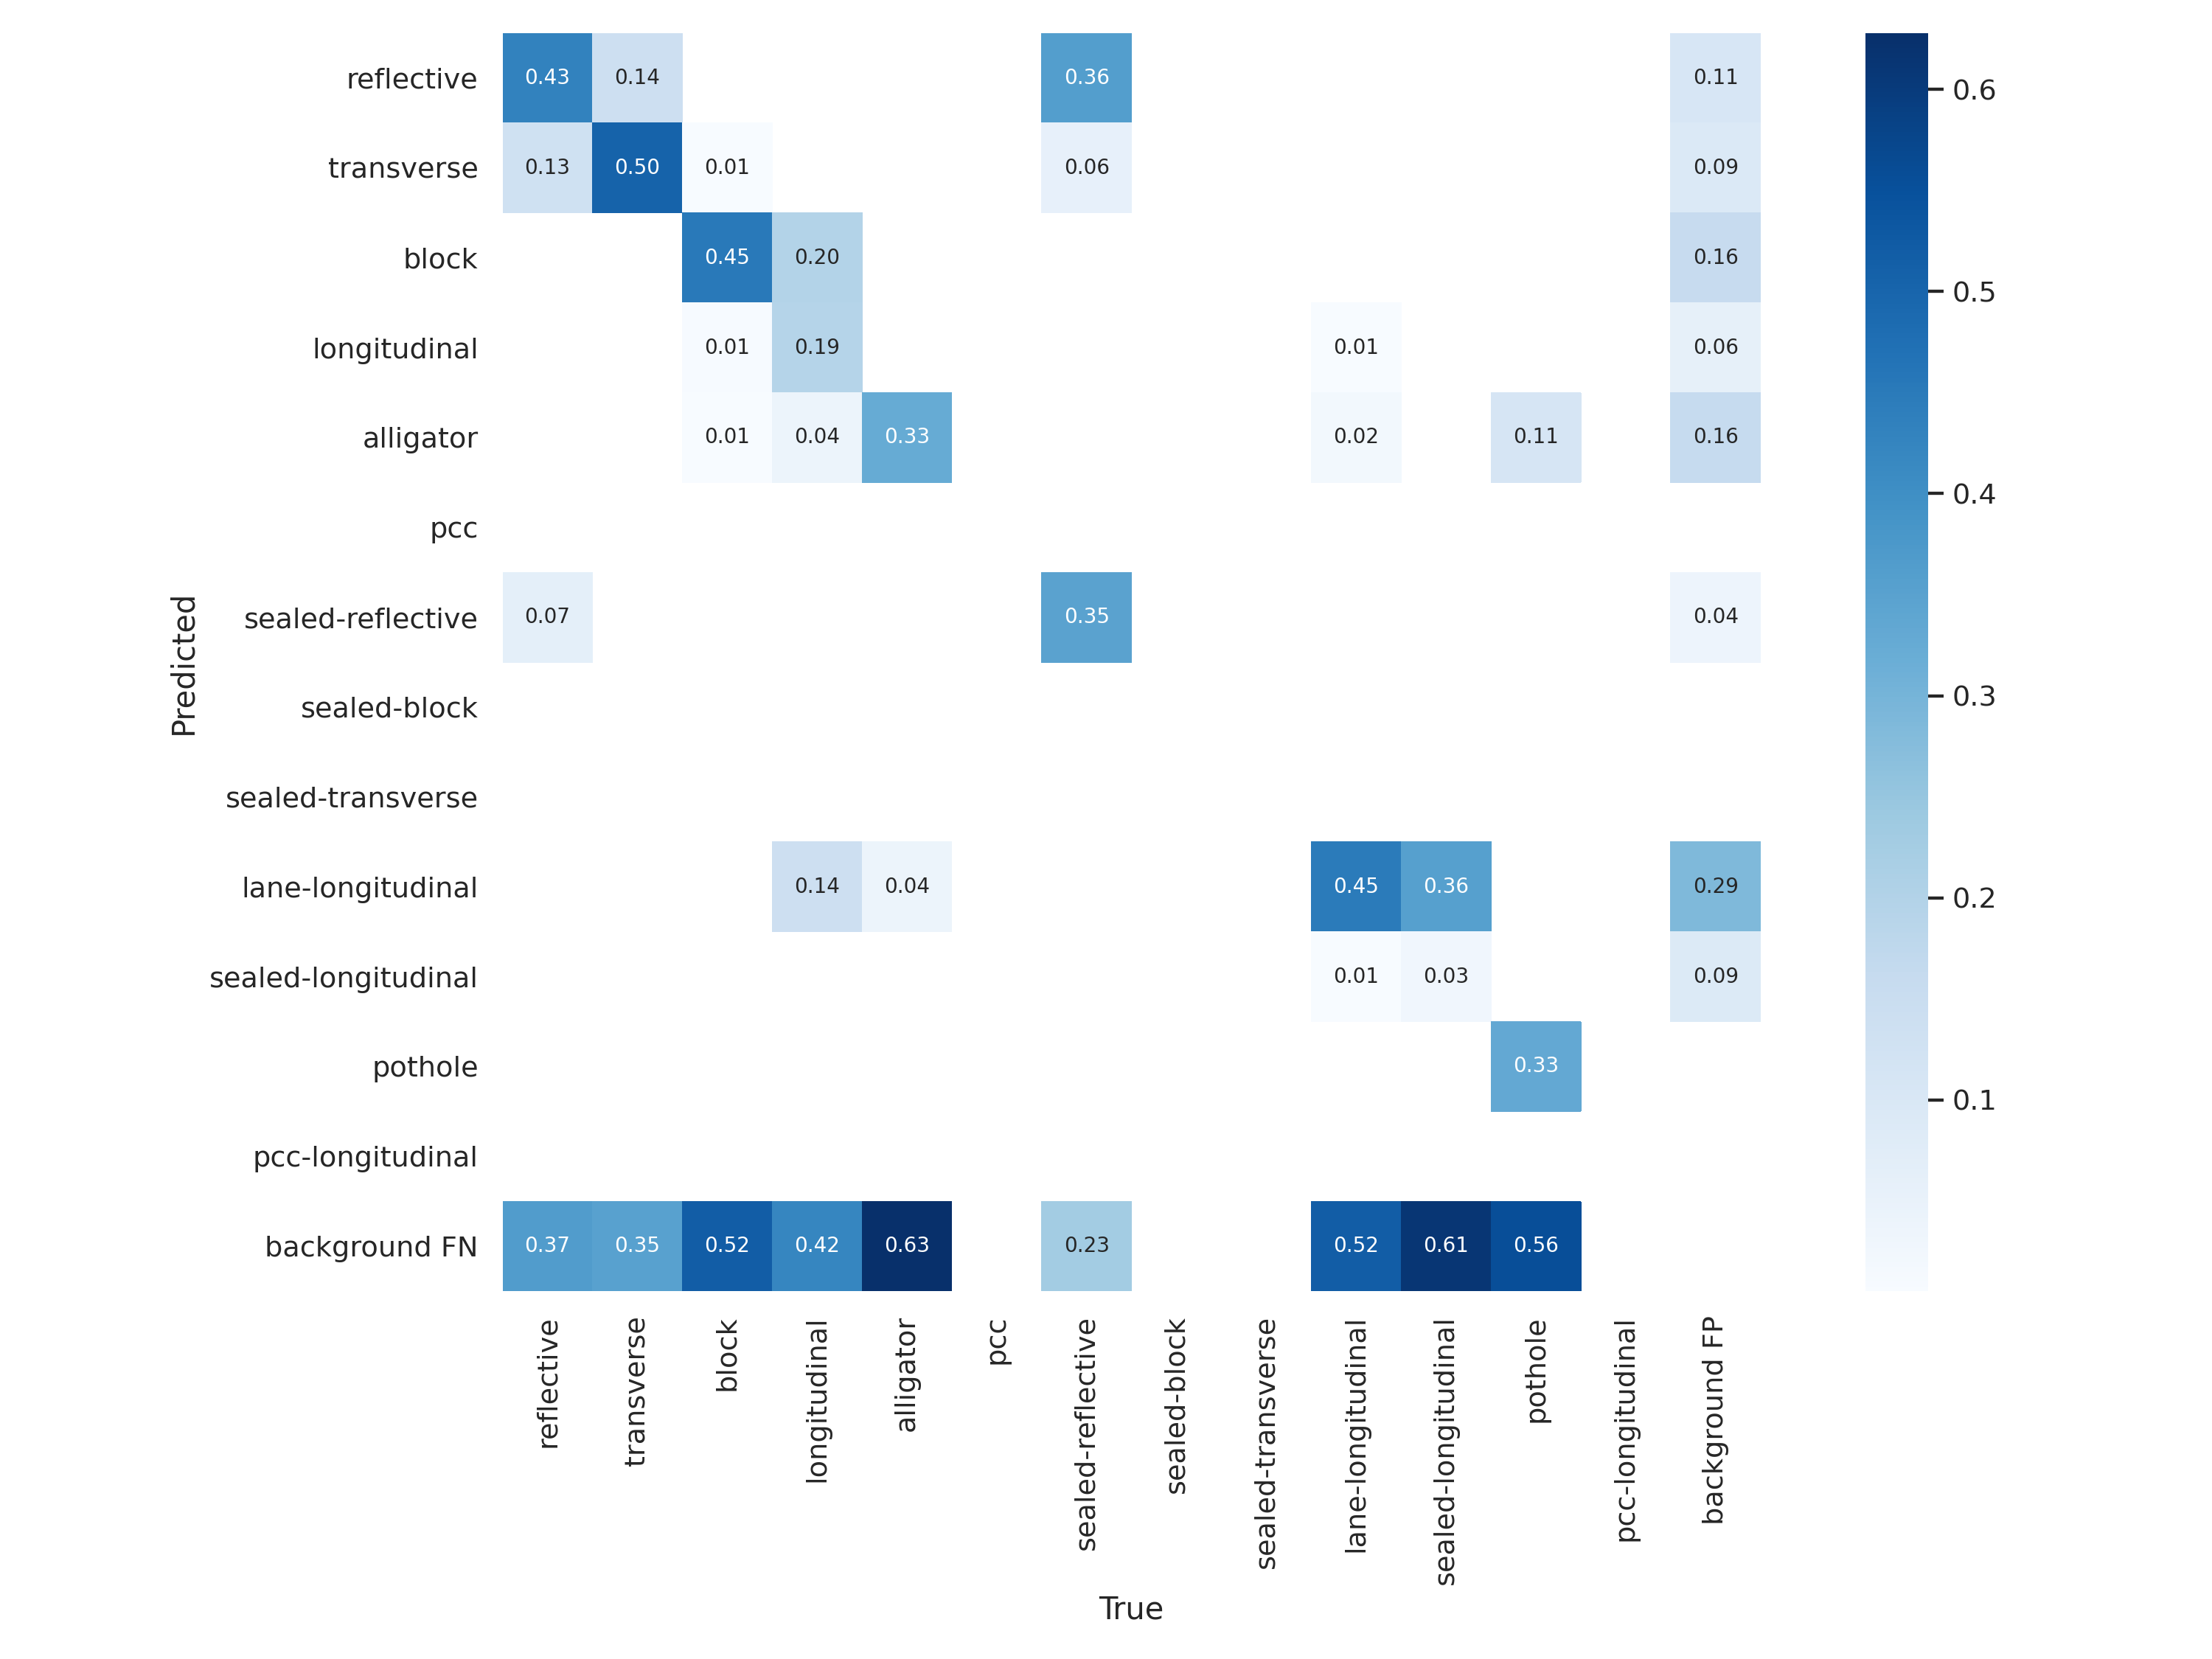 reflective 0.43 0.14 0.36 0.11
transverse 0.13 0.50 0.01 0.06 0.09
block 0.45 0.20 0.16
longitudinal 0.01 0.19 0.01 0.06
alligator 0.01 0.04 0.33 0.02 0.11 0.16
pcc
sealed-reflective 0.07 0.35 0.04
sealed-block
sealed-transverse
lane-longitudinal 0.14 0.04 0.45 0.36 0.29
sealed-longitudinal 0.01 0.03 0.09
pothole 0.33
pcc-longitudinal
background FN 0.37 0.35 0.52 0.42 0.63 0.23 0.52 0.61 0.56
Predicted
reflective
transverse
block
longitudinal
alligator
pcc
sealed-reflective
sealed-block
sealed-transverse
lane-longitudinal
sealed-longitudinal
pothole
pcc-longitudinal
background FP
True
0.6
0.5
0.4
0.3
0.2
0.1